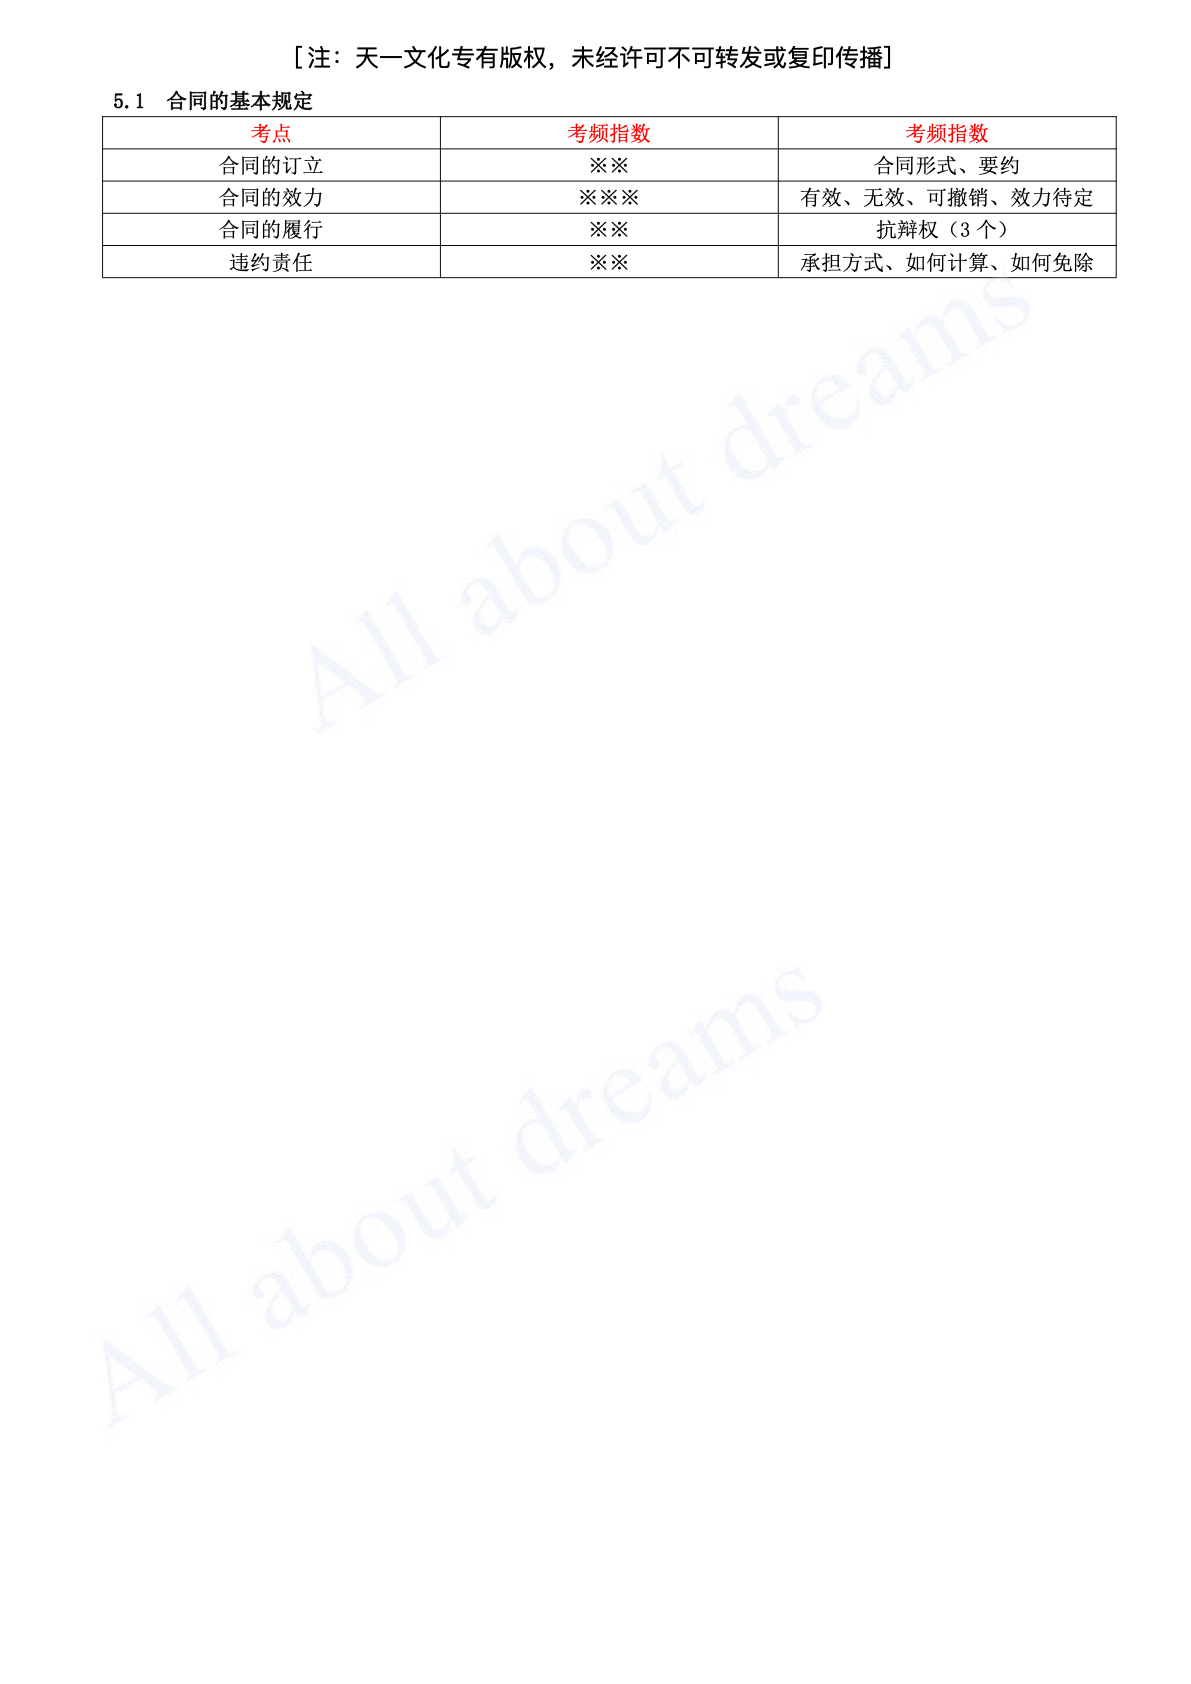 [注：天一文化专有版权，未经许可不可转发或复印传播]
5.1 合同的基本规定
考点 考频指数 考频指数
合同的订立 ※※ 合同形式、要约
合同的效力 ※※※ 有效、无效、可撤销、效力待定
合同的履行 ※※ 抗辩权（3 个）
违约责任 ※※ 承担方式、如何计算、如何免除
All about dreams
All about dreams